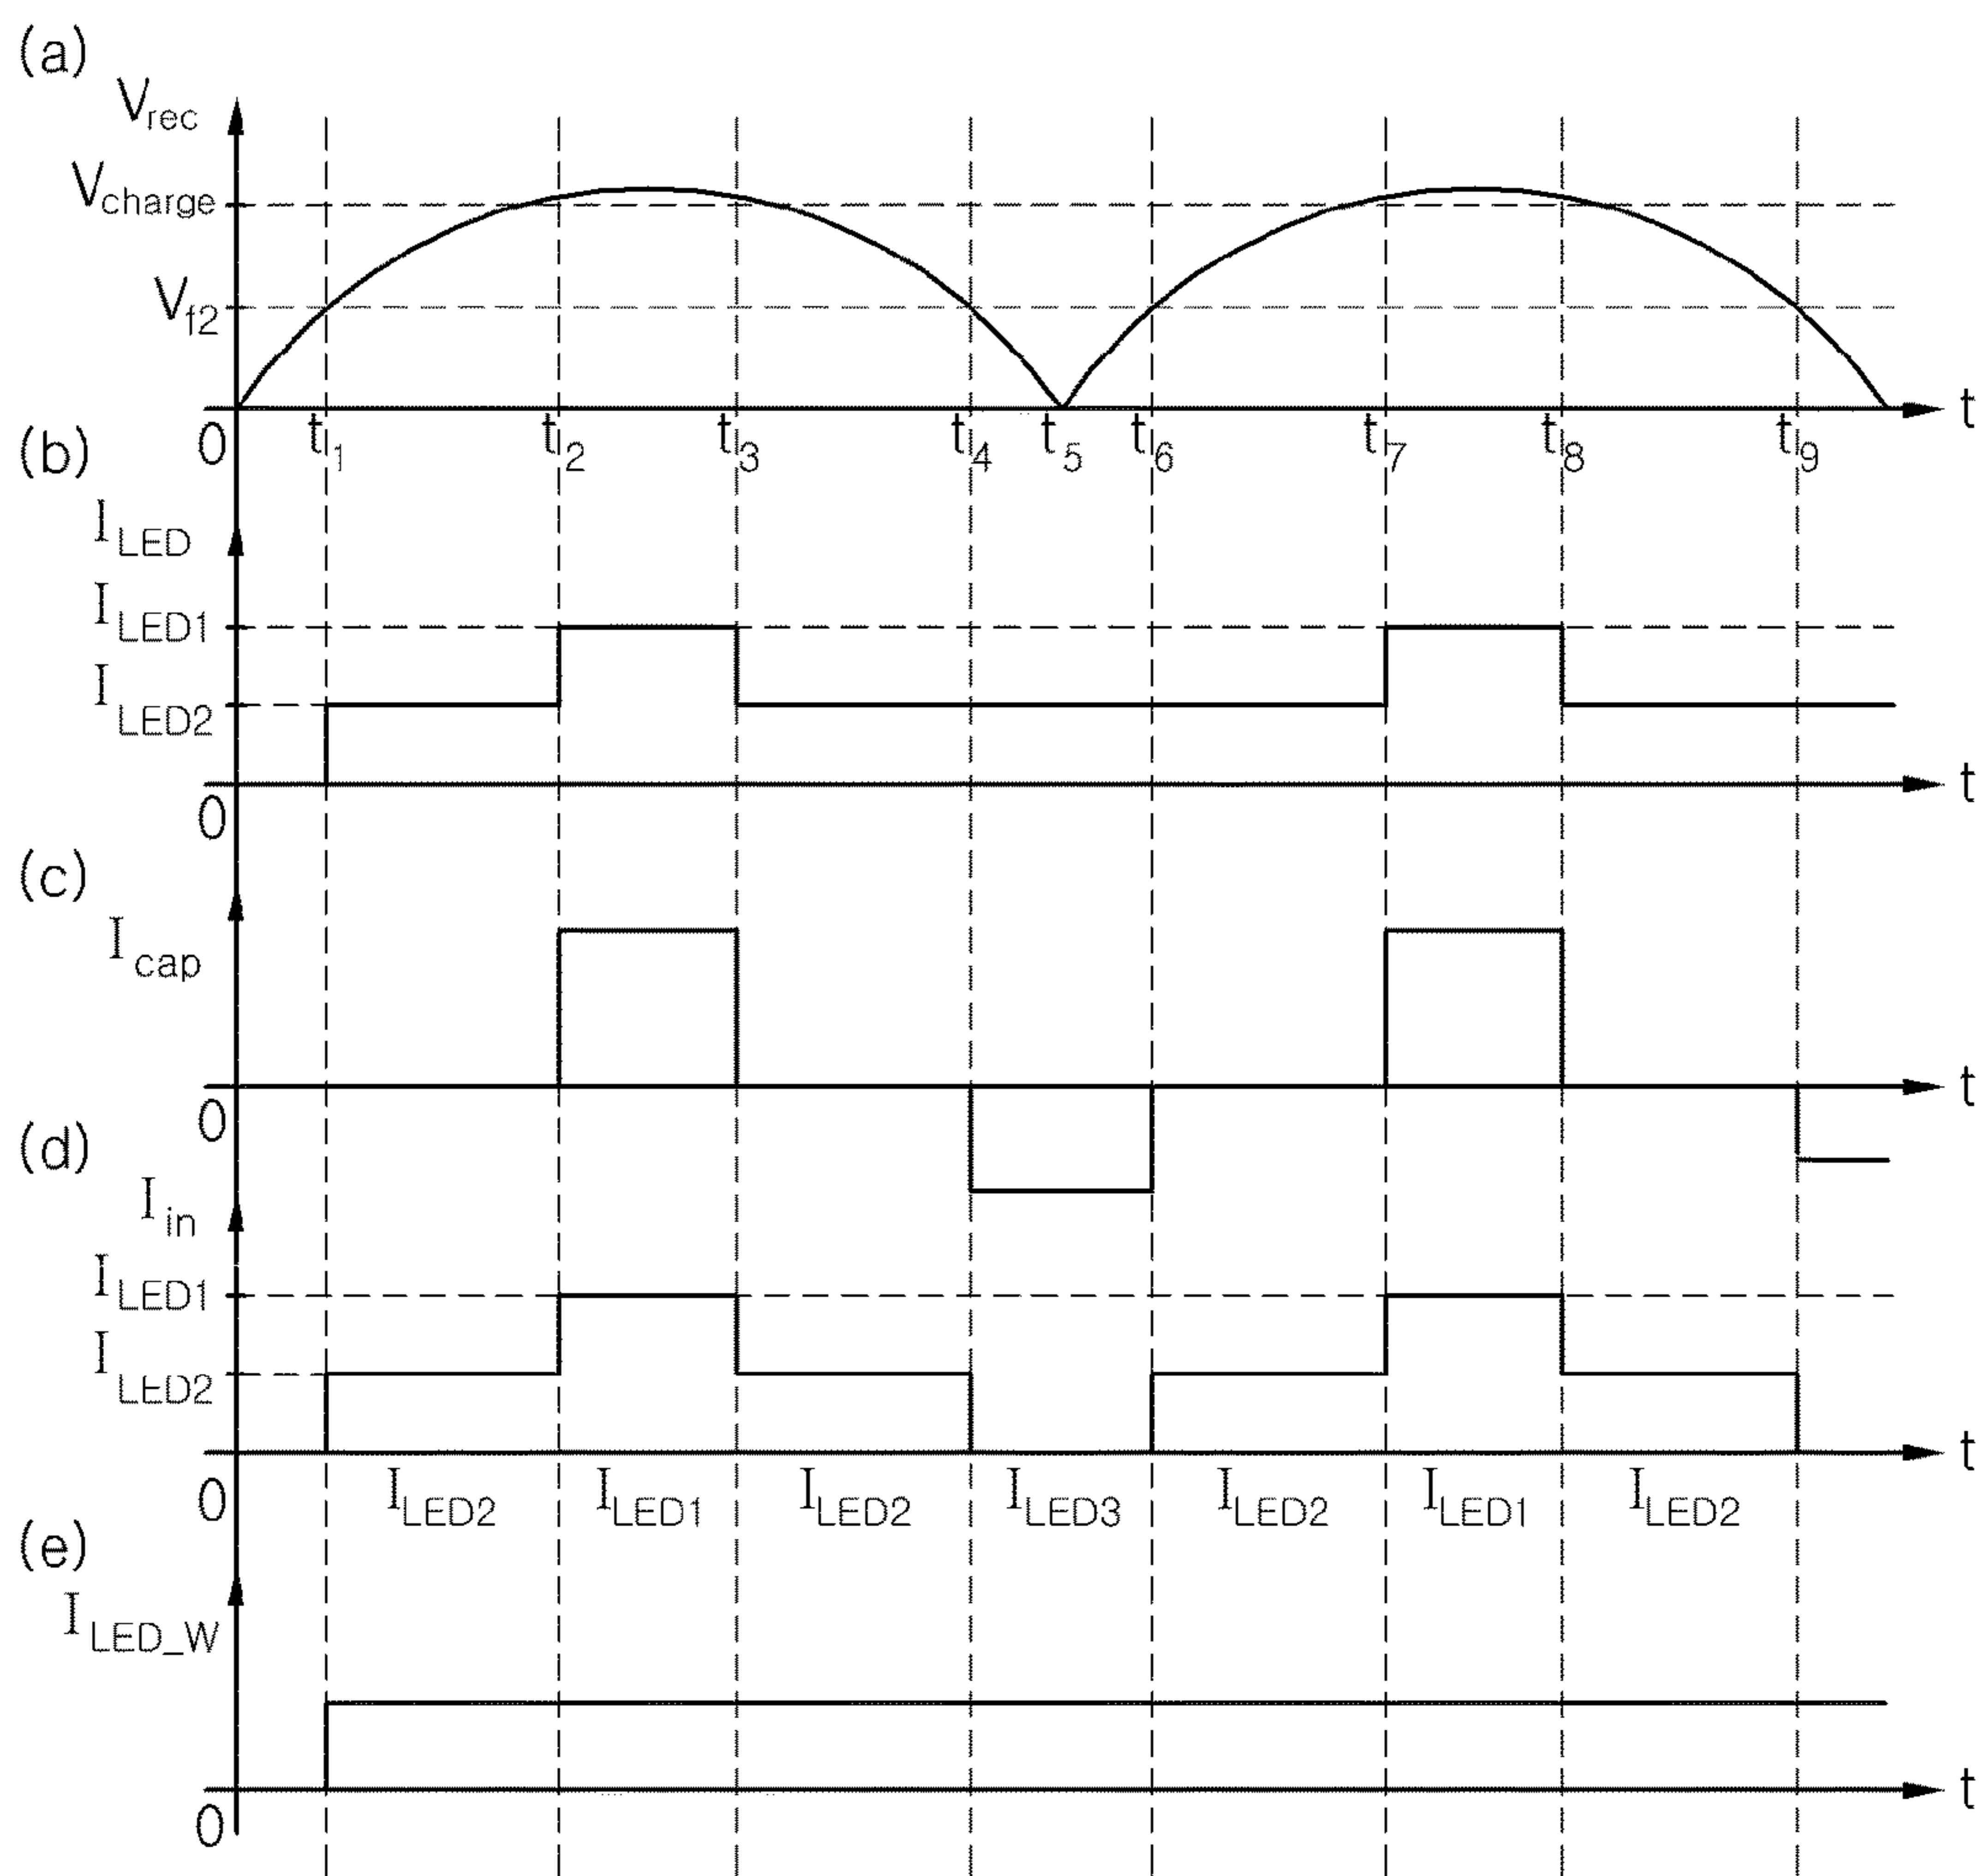 (a)
Vrec
Vcharge
Vf2
t
0 t1 t2 t3 t4 t5 t6 t7 t8 t9
(b)
ILED
ILED1
ILED2
t
0
(c)
Icap
t
0
(d)
Iin
ILED1
ILED2
t
0 ILED2 ILED1 ILED2 ILED3 ILED2 ILED1 ILED2
(e)
ILED_W
t
0